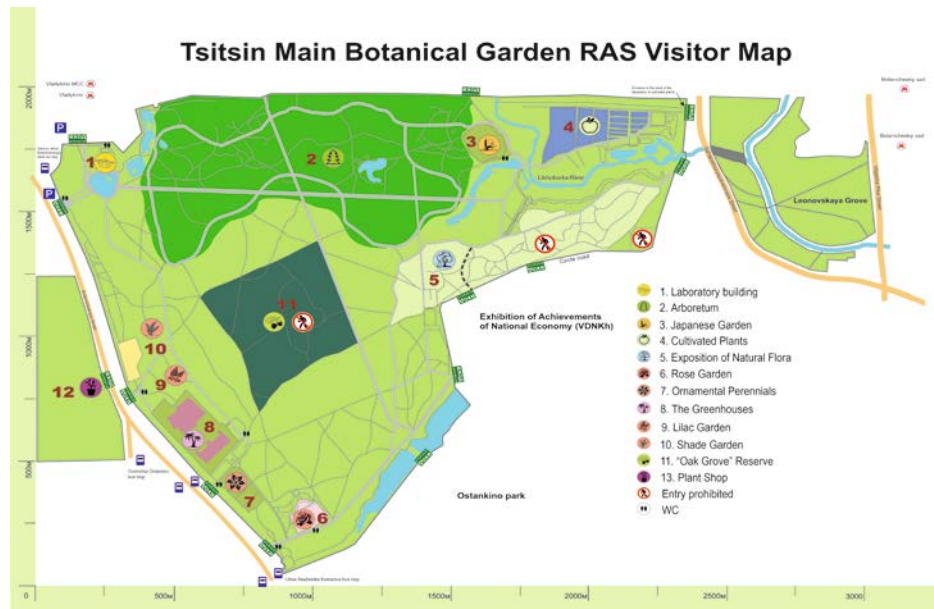 Tsitsin Main Botanical Garden RAS Visitor Map
2000м
1500м
1000м
500м
0
500м
1000м
1500м
2000м
2500м
3000
P
P
1
2
3
4
5
6
7
8
9
10
11
12
Likhoborka River
Leonovskaya Grove
Circle road
Exhibition of Achievements
of National Economy (VDNKh)
Ostankino park
1. Laboratory building
2. Arboretum
3. Japanese Garden
4. Cultivated Plants
5. Exposition of Natural Flora
6. Rose Garden
7. Ornamental Perennials
8. The Greenhouses
9. Lilac Garden
10. Shade Garden
11. "Oak Grove" Reserve
13. Plant Shop
Entry prohibited
WC